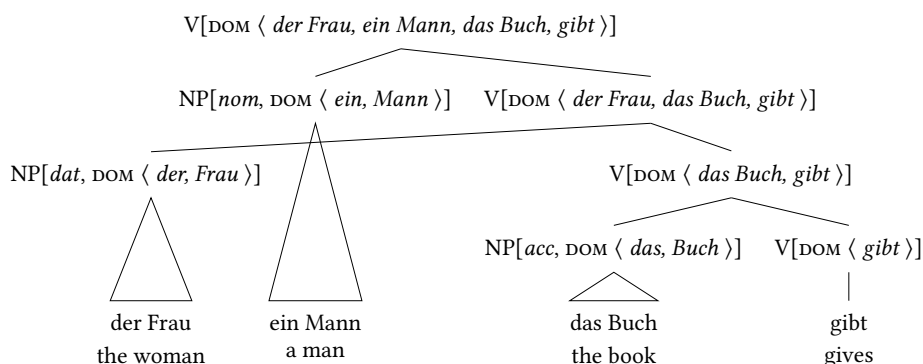 V[DOM ⟨ der Frau, ein Mann, das Buch, gibt ⟩]
NP[nom, DOM ⟨ ein, Mann ⟩] V[DOM ⟨ der Frau, das Buch, gibt ⟩]
NP[dat, DOM ⟨ der, Frau ⟩] V[DOM ⟨ das Buch, gibt ⟩]
NP[acc, DOM ⟨ das, Buch ⟩] V[DOM ⟨ gibt ⟩]
der Frau ein Mann das Buch gibt
the woman a man the book gives